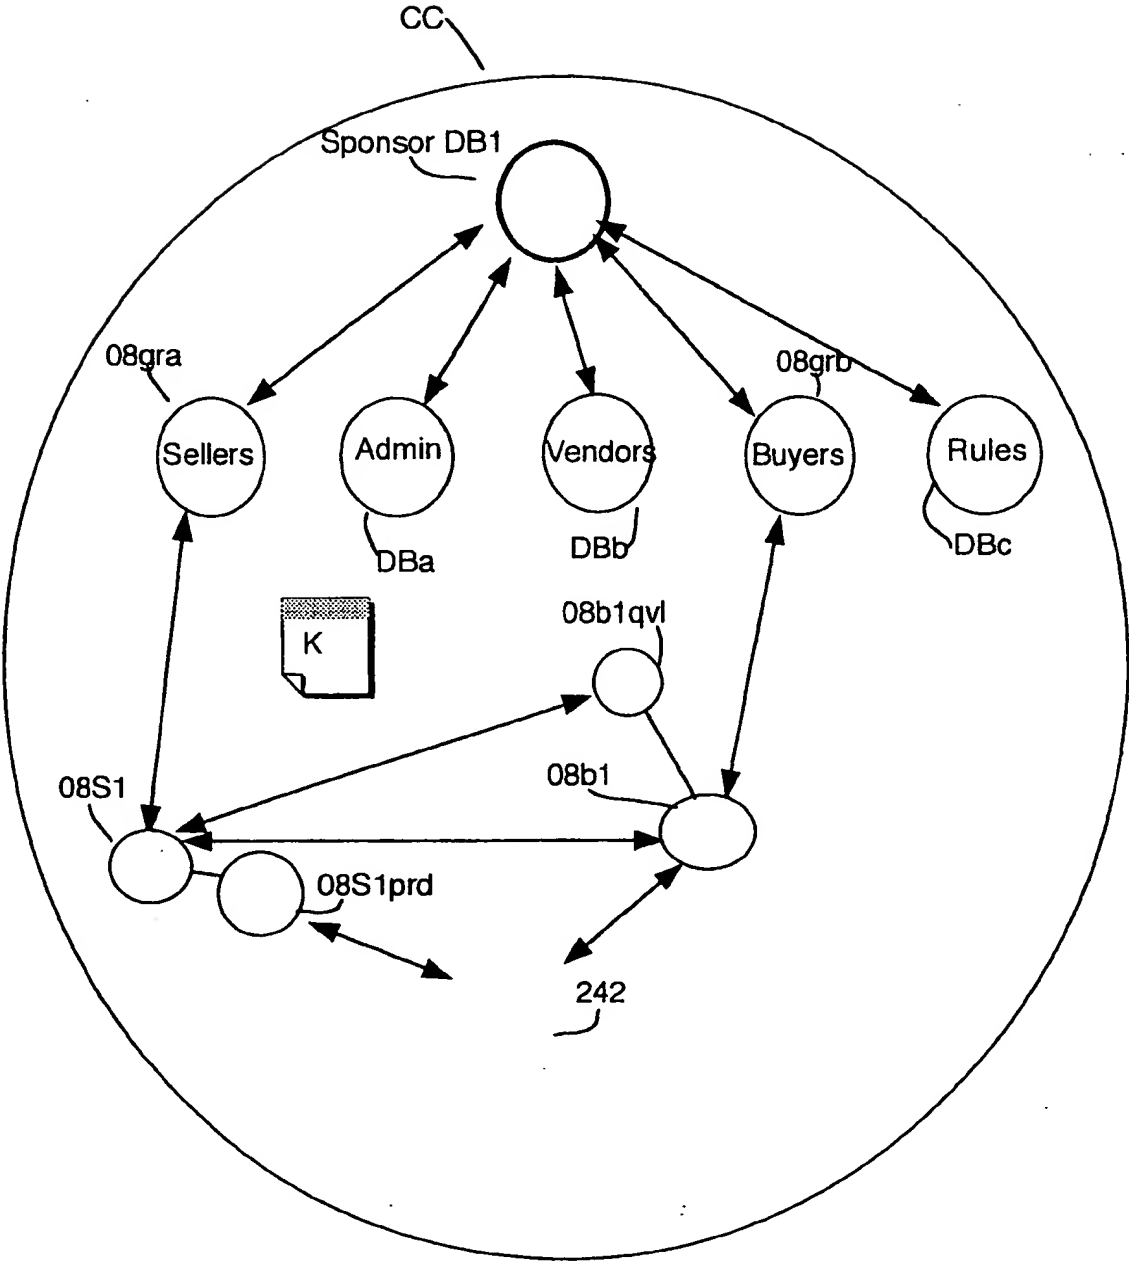 CC
Sponsor DB1
08gra
08grb
Sellers
Admin
Vendors
Buyers
Rules
DBa
DBb
DBc
K
08b1qvl
08S1
08b1
08S1prd
242